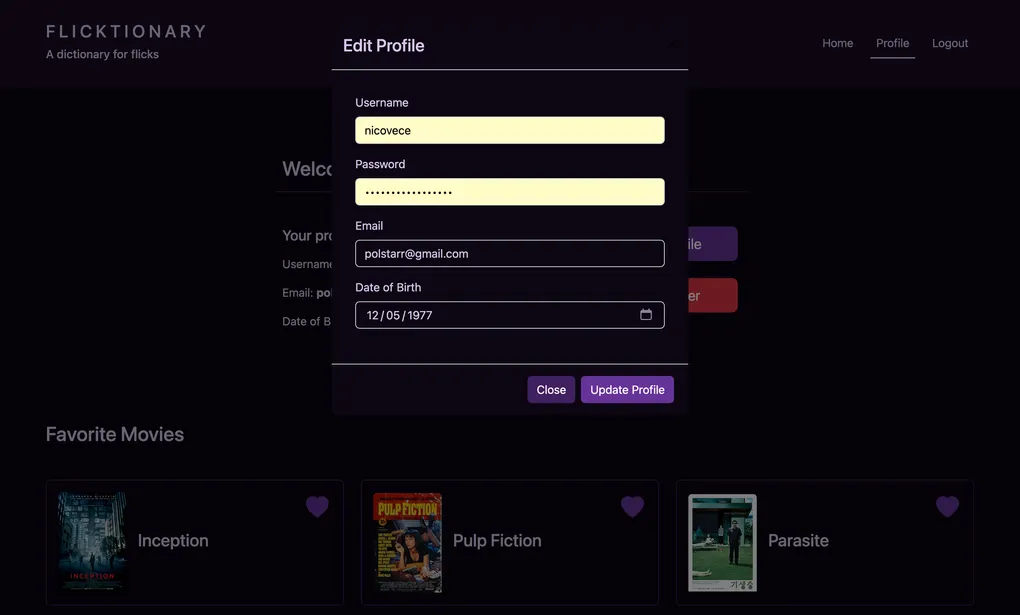 FLICKTIONARY
A dictionary for flicks
Home Profile Logout
Edit Profile
Username
nicovece
Password
•••••••••••••••••
Email
polstarr@gmail.com
Date of Birth
12/05/1977
Close Update Profile
Welco
Your pro
Username
Email: pol
Date of B
ile
er
Favorite Movies
INCEPTION
Inception
PULP FICTION
Pulp Fiction
기생충
Parasite